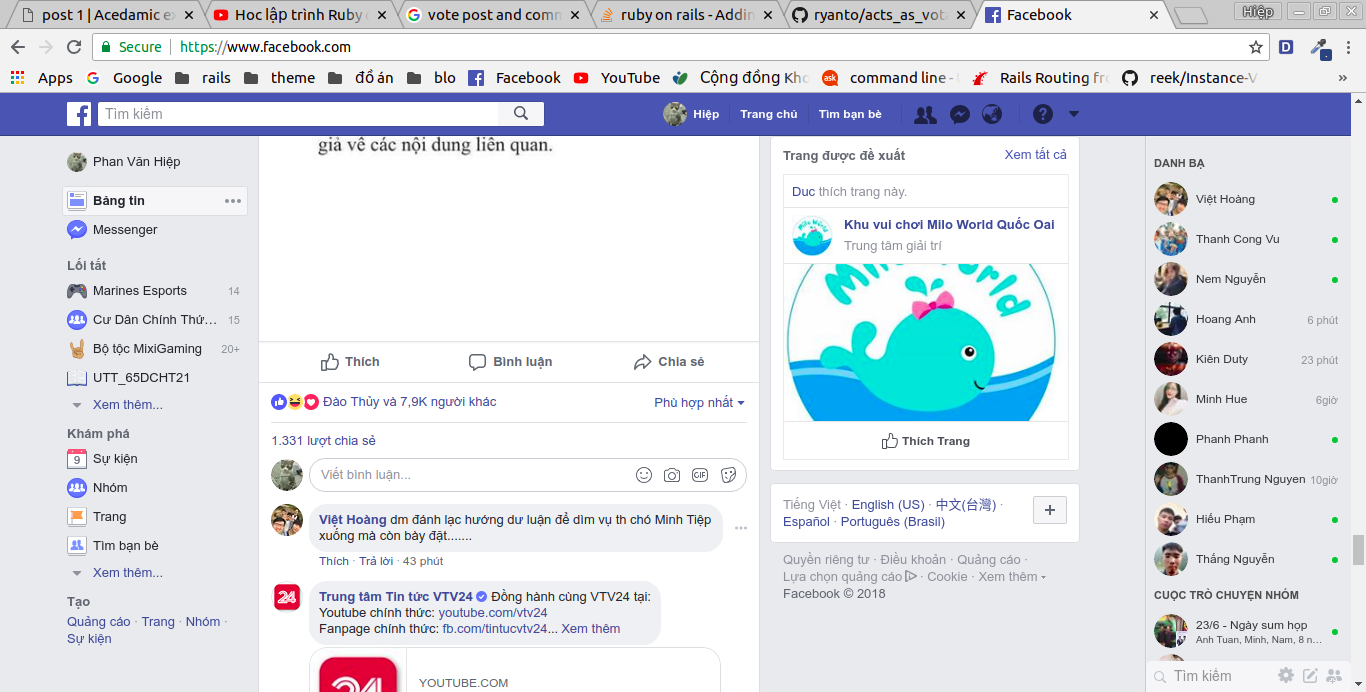 post 1 | Acedamic ex
Học lập trình Ruby o
vote post and comm
ruby on rails - Addin
ryanto/acts_as_vota
Facebook
Hiệp
Secure
https://www.facebook.com
Apps
Google
rails
theme
đồ án
blo
Facebook
YouTube
Cộng đồng Kho
ask
command line -
Rails Routing fr
reek/Instance-V
»
Tìm kiếm
Hiệp
Trang chủ
Tìm bạn bè
Phan Văn Hiệp
Bảng tin
Messenger
Lối tắt
Marines Esports 14
Cư Dân Chính Thứ... 15
Bộ tộc MixiGaming 20+
UTT_65DCHT21
Xem thêm...
Khám phá
9 Sự kiện
Nhóm
Trang
Tìm bạn bè
Xem thêm...
Tạo
Quảng cáo · Trang · Nhóm ·
Sự kiện
giả về các nội dung liên quan.
Thích
Bình luận
Chia sẻ
Đào Thủy và 7,9K người khác
Phù hợp nhất
1.331 lượt chia sẻ
Viết bình luận...
GIF
Việt Hoàng dm đánh lạc hướng dư luận để dìm vụ th chó Minh Tiệp
xuống mà còn bày đặt.......
Thích · Trả lời · 43 phút
24
Trung tâm Tin tức VTV24 Đồng hành cùng VTV24 tại:
Youtube chính thức: youtube.com/vtv24
Fanpage chính thức: fb.com/tintucvtv24... Xem thêm
24
YOUTUBE.COM
Trang được đề xuất
Xem tất cả
Duc thích trang này.
Milo World
Khu vui chơi Milo World Quốc Oai
Trung tâm giải trí
Milo World
Thích Trang
Tiếng Việt · English (US) · 中文(台灣) ·
Español · Português (Brasil)
Quyền riêng tư · Điều khoản · Quảng cáo ·
Lựa chọn quảng cáo · Cookie · Xem thêm
Facebook © 2018
DANH BẠ
Việt Hoàng
Thanh Cong Vu
Nem Nguyễn
Hoang Anh 6 phút
Kiên Duty 23 phút
Minh Hue 6giờ
Phanh Phanh
ThanhTrung Nguyen 10giờ
Hiếu Phạm
Thắng Nguyễn
CUỘC TRÒ CHUYỆN NHÓM
23/6 - Ngày sum họp
Anh Tuan, Minh, Nam, 8 n...
Tìm kiếm